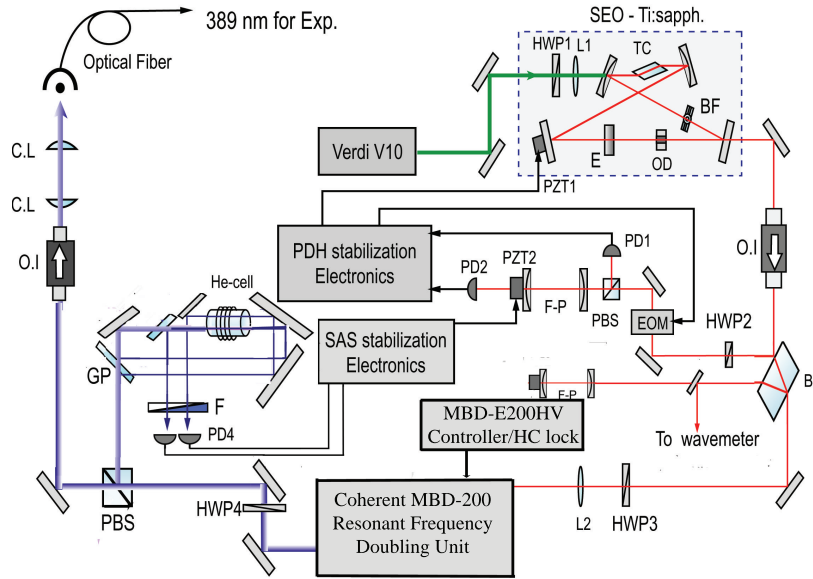 389 nm for Exp.
Optical Fiber
SEO - Ti:sapph.
HWP1
L1
TC
BF
E
OD
Verdi V10
PZT1
C.L
C.L
O.I
PDH stabilization
Electronics
PD1
PZT2
PD2
F-P
PBS
EOM
O.I
HWP2
He-cell
GP
SAS stabilization
Electronics
F
PD4
F-P
B
MBD-E200HV
Controller/HC lock
To wavemeter
PBS
HWP4
Coherent MBD-200
Resonant Frequency
Doubling Unit
L2
HWP3